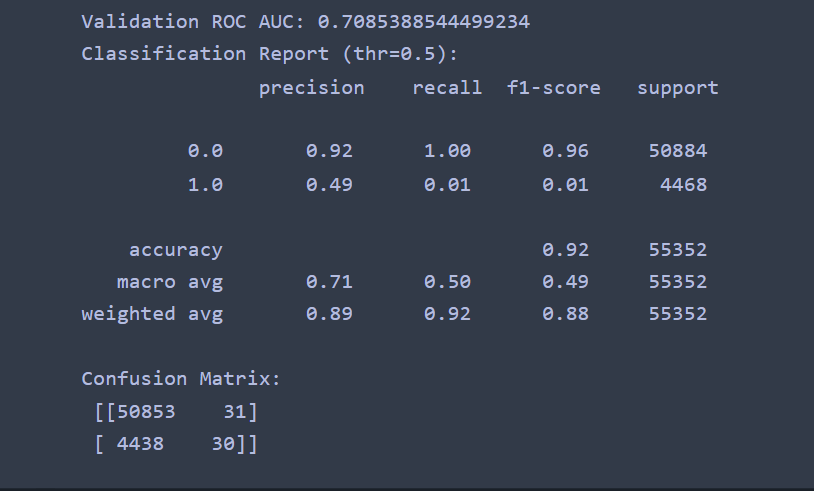 Validation ROC AUC: 0.7085388544499234
Classification Report (thr=0.5):
               precision    recall  f1-score   support

         0.0       0.92      1.00      0.96     50884
         1.0       0.49      0.01      0.01      4468

    accuracy                           0.92     55352
   macro avg       0.71      0.50      0.49     55352
weighted avg       0.89      0.92      0.88     55352

Confusion Matrix:
 [[50853    31]
 [ 4438    30]]